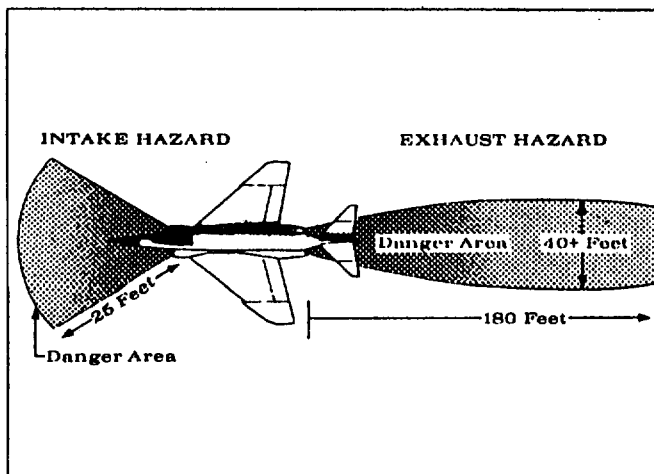 INTAKE HAZARD
EXHAUST HAZARD
Danger Area
40+ Feet
25 Feet
180 Feet
Danger Area